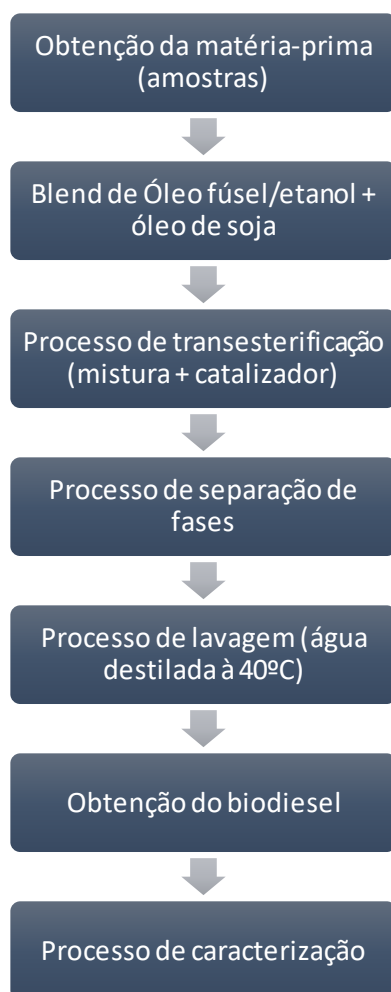 Obtenção da matéria-prima
(amostras)
Blend de Óleo fúsel/etanol +
óleo de soja
Processo de transesterificação
(mistura + catalizador)
Processo de separação de
fases
Processo de lavagem (água
destilada à 40ºC)
Obtenção do biodiesel
Processo de caracterização